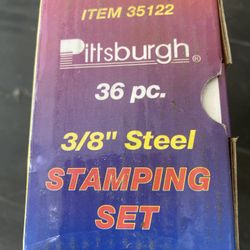 ITEM 35122
Pittsburgh®
36 pc.
3/8" Steel
STAMPING
SET